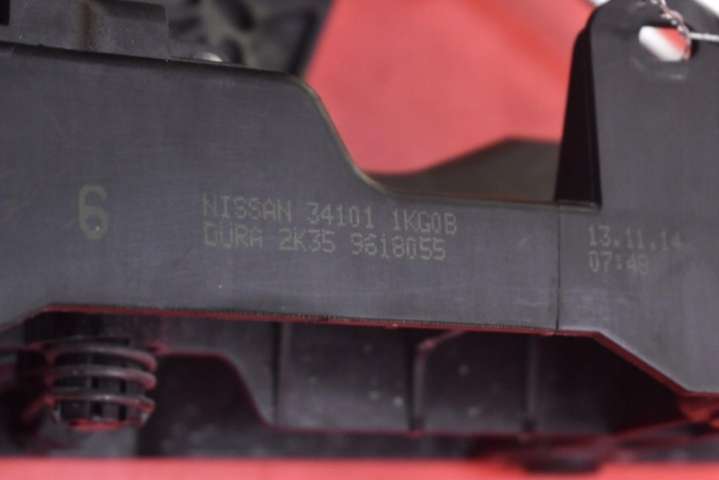 6
NISSAN 34101 1KG0B
DURA 2K35 9618055
13.11.14
07:48